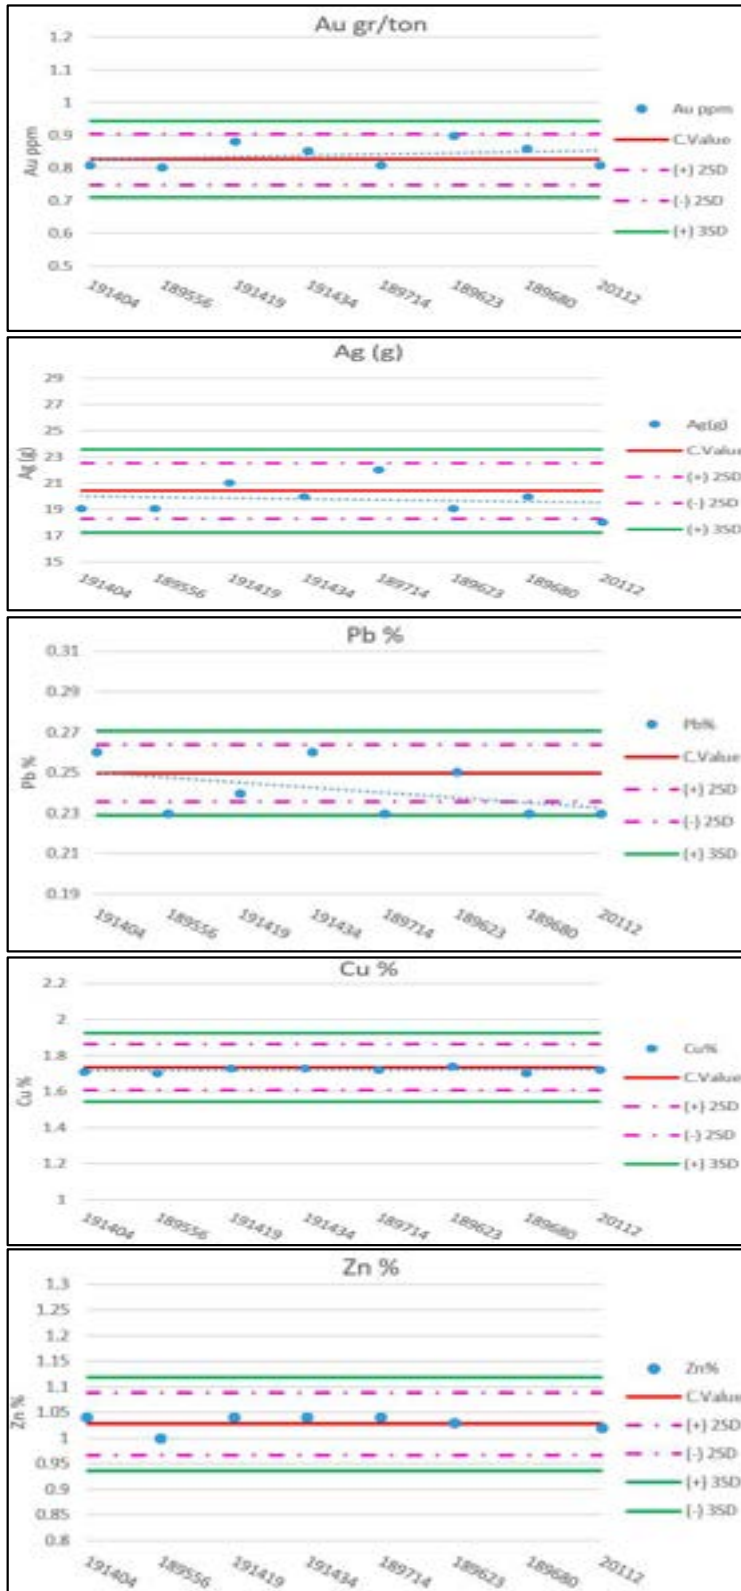 Au gr/ton
1.2
1.1
1
0.9
0.8
0.7
0.6
0.5
Au ppm
191404
189556
191419
191434
189714
189623
189680
20112
Au ppm
C.Value
(+) 2SD
(-) 2SD
(+) 3SD
Ag (g)
29
27
25
23
21
19
17
15
Ag (g)
191404
189556
191419
191434
189714
189623
189680
20112
Ag(g)
C.Value
(+) 2SD
(-) 2SD
(+) 3SD
Pb %
0.31
0.29
0.27
0.25
0.23
0.21
0.19
Pb %
191404
189556
191419
191434
189714
189623
189680
20112
Pb%
C.Value
(+) 2SD
(-) 2SD
(+) 3SD
Cu %
2.2
2
1.8
1.6
1.4
1.2
1
Cu %
191404
189556
191419
191434
189714
189623
189680
20112
Cu%
C.Value
(+) 2SD
(-) 2SD
(+) 3SD
Zn %
1.3
1.25
1.2
1.15
1.1
1.05
1
0.95
0.9
0.85
0.8
Zn %
191404
189556
191419
191434
189714
189623
189680
20112
Zn%
C.Value
(+) 2SD
(-) 2SD
(+) 3SD
(-) 3SD